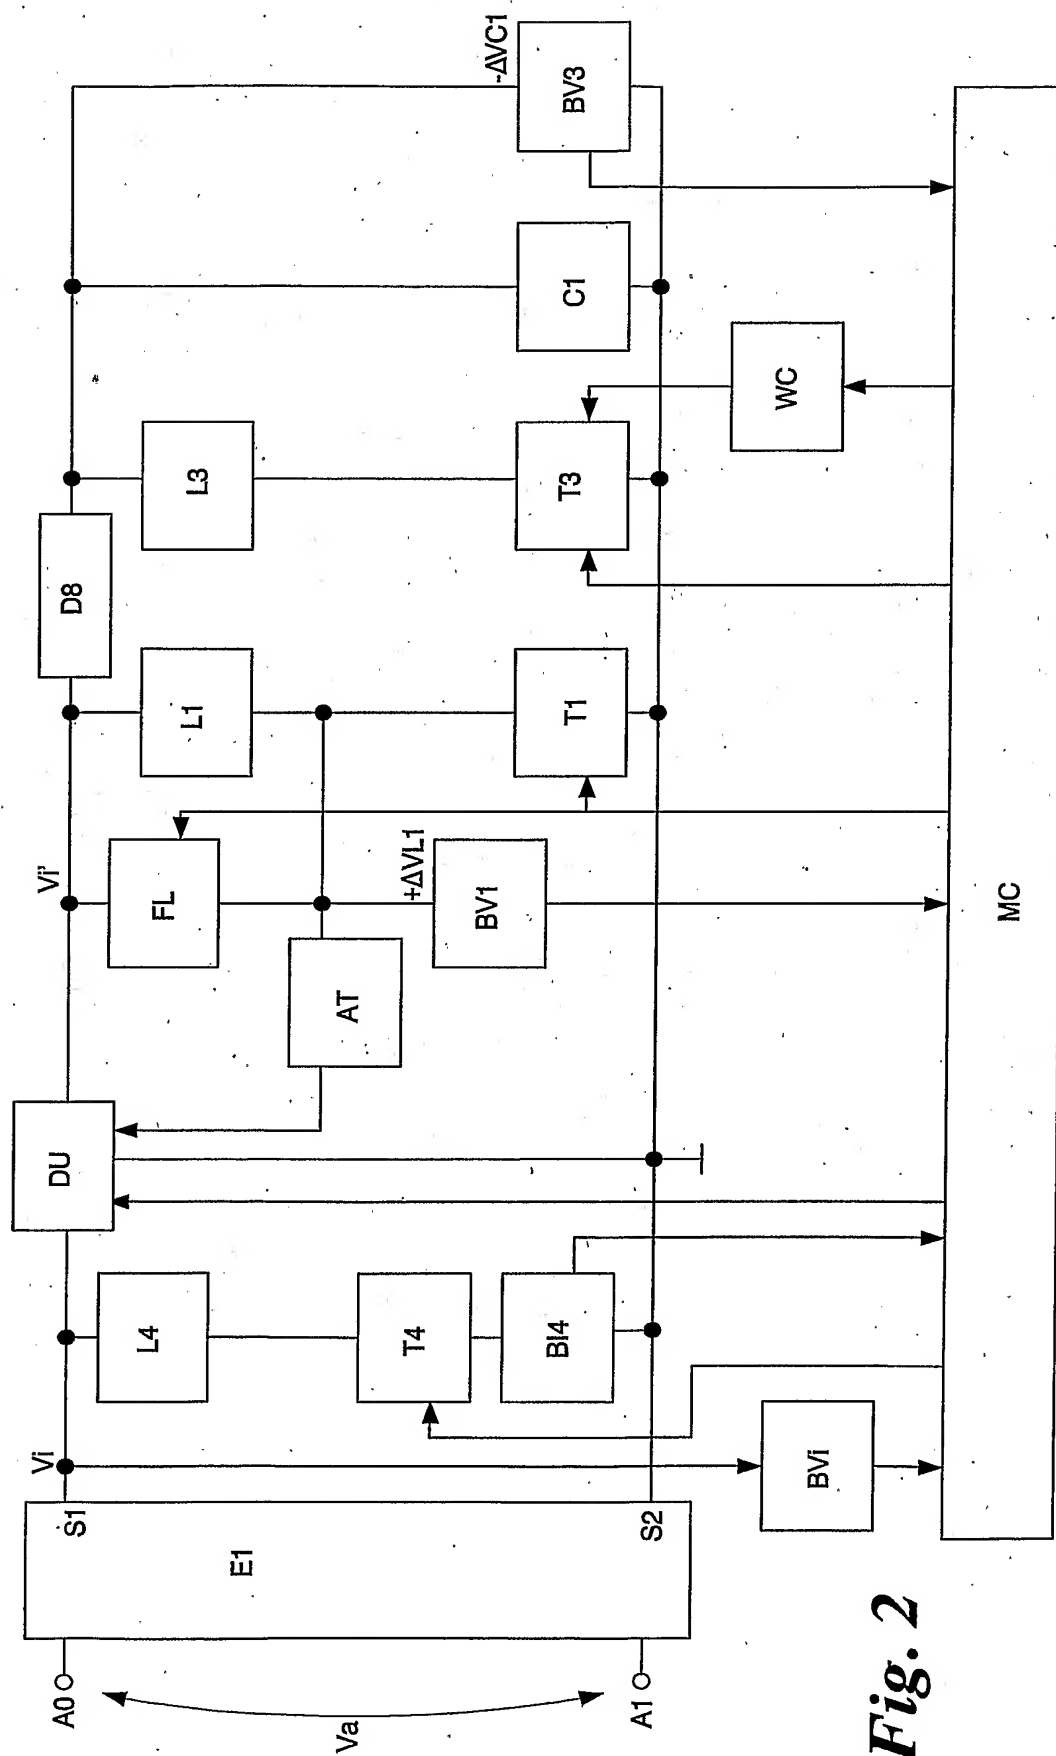 A0
Va
A1
E1
S1
S2
Vi
BVi
L4
T4
BI4
DU
AT
Vi'
FL
+ΔVL1
BV1
L1
T1
D8
L3
T3
WC
C1
-ΔVC1
BV3
MC
Fig. 2